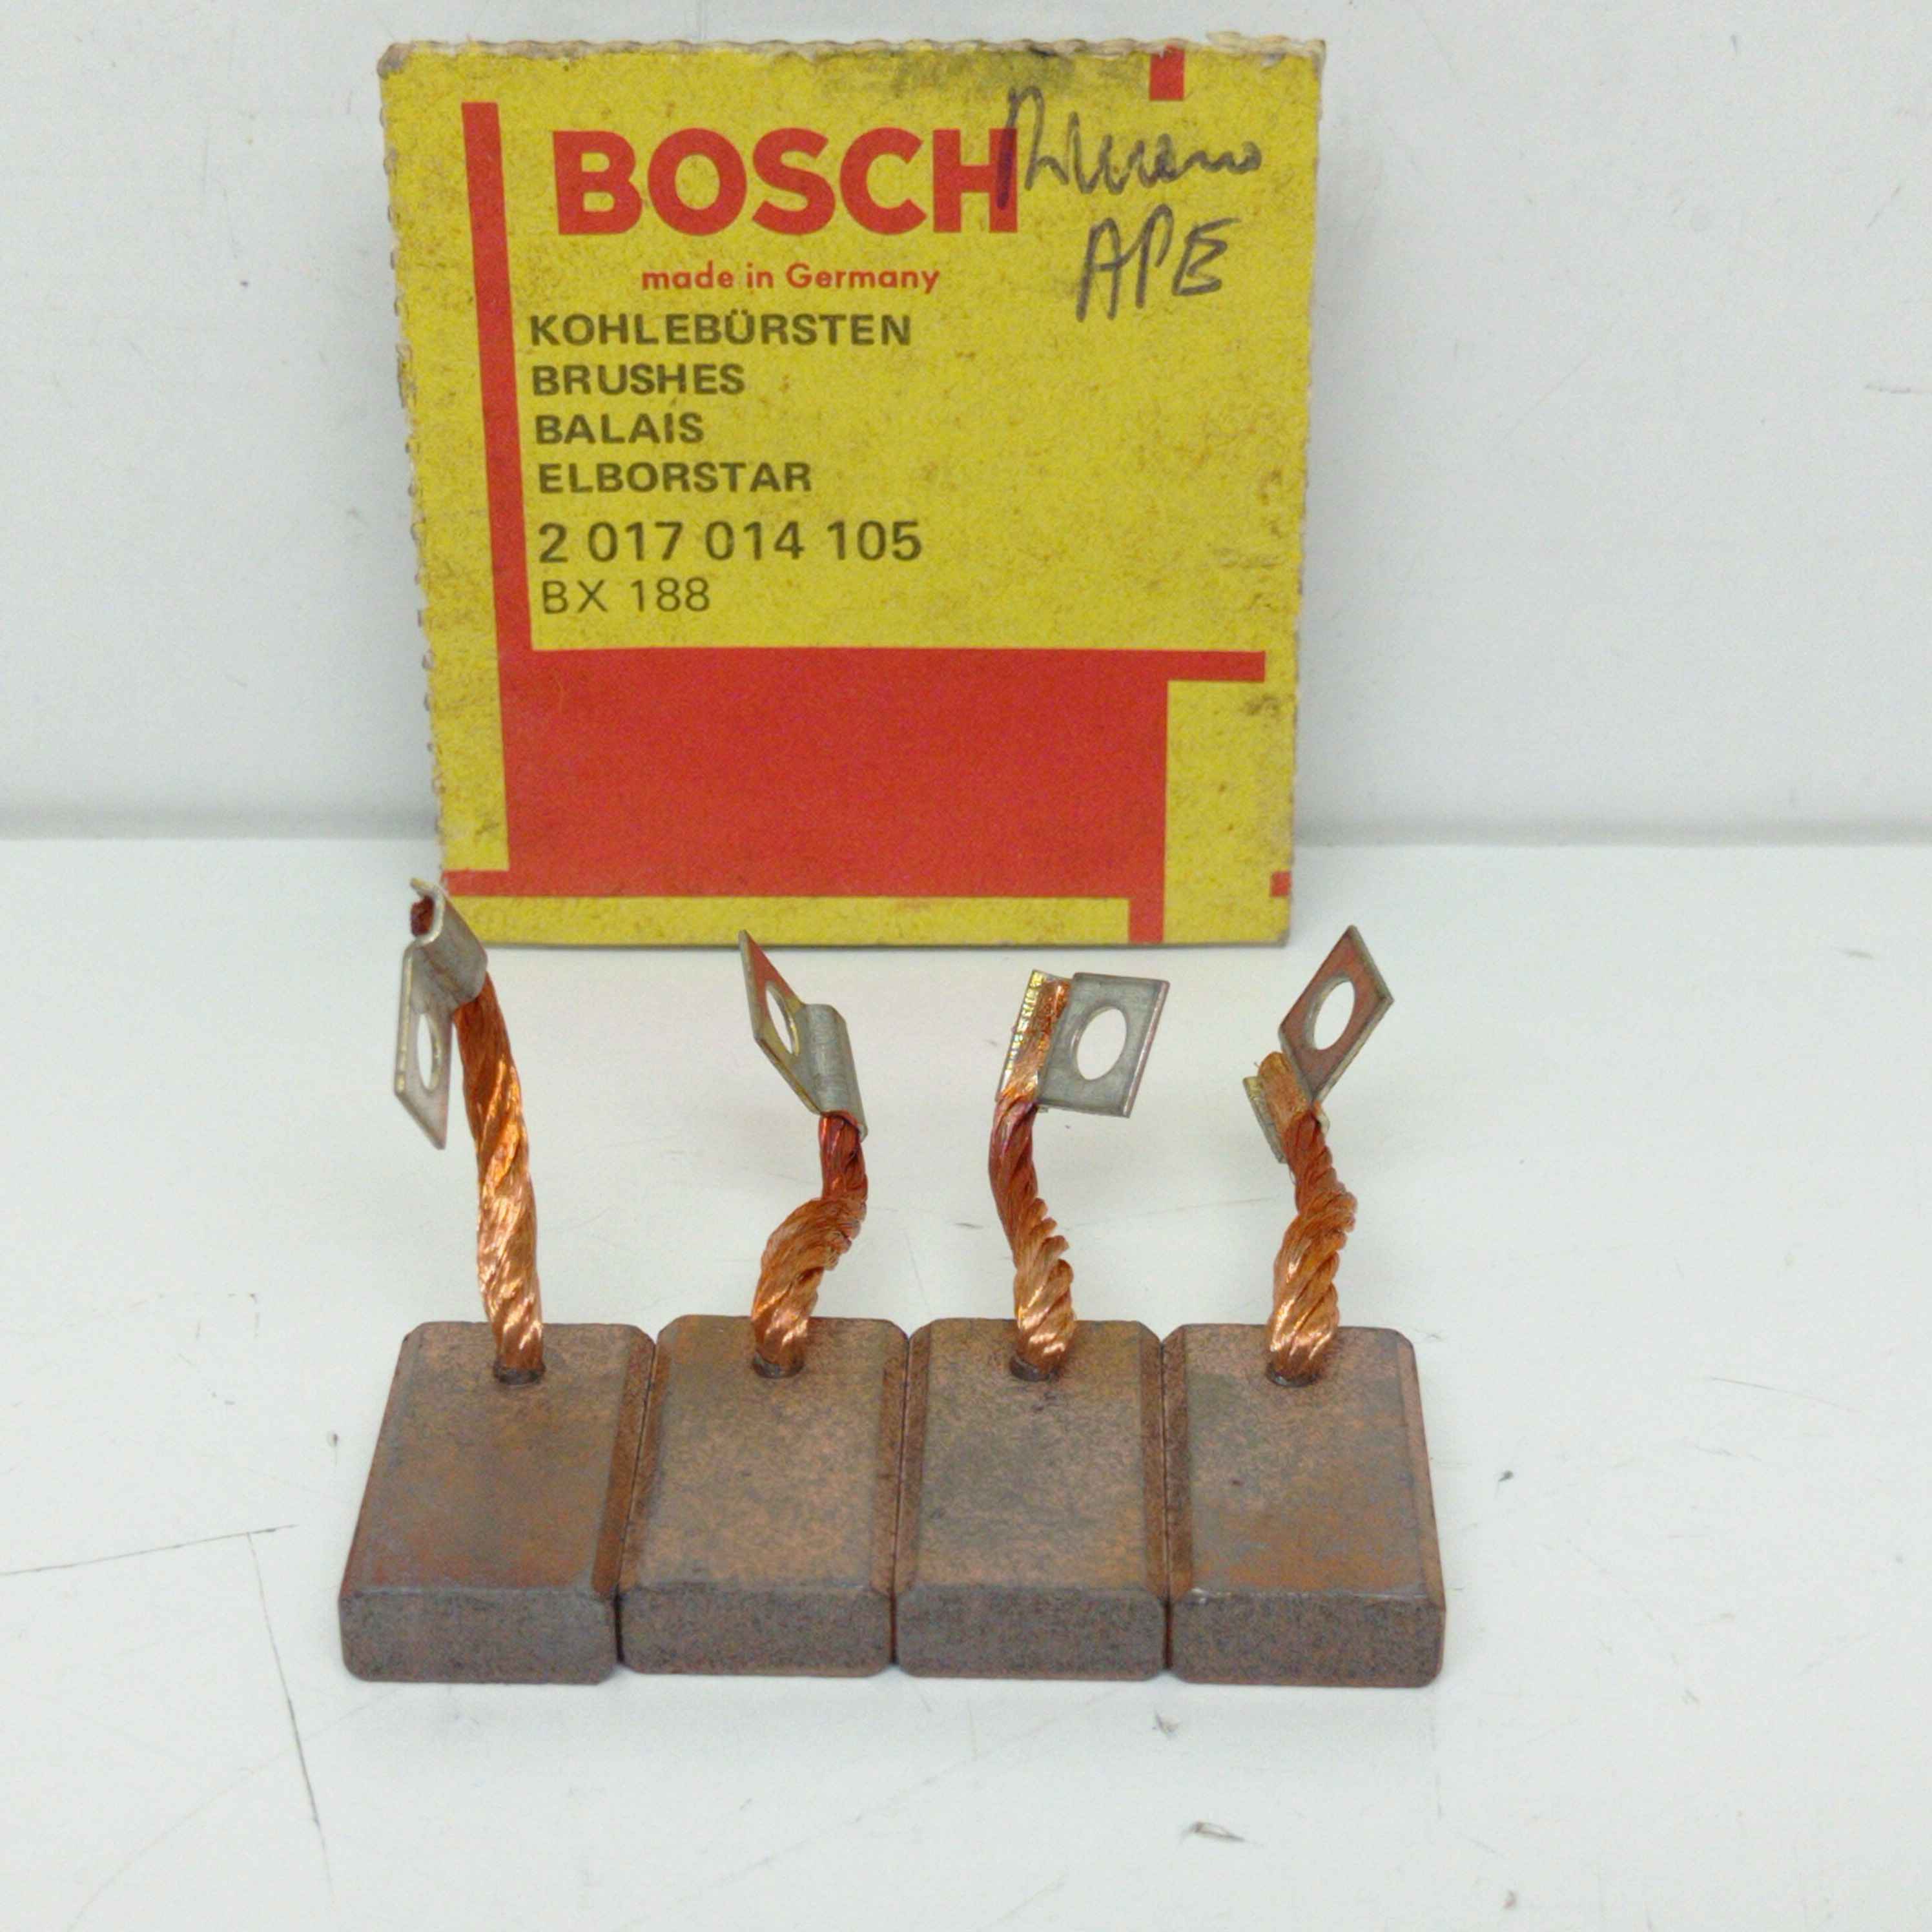 BOSCH
APE
made in Germany
KOHLEBÜRSTEN
BRUSHES
BALAIS
ELBORSTAR
2 017 014 105
BX 188